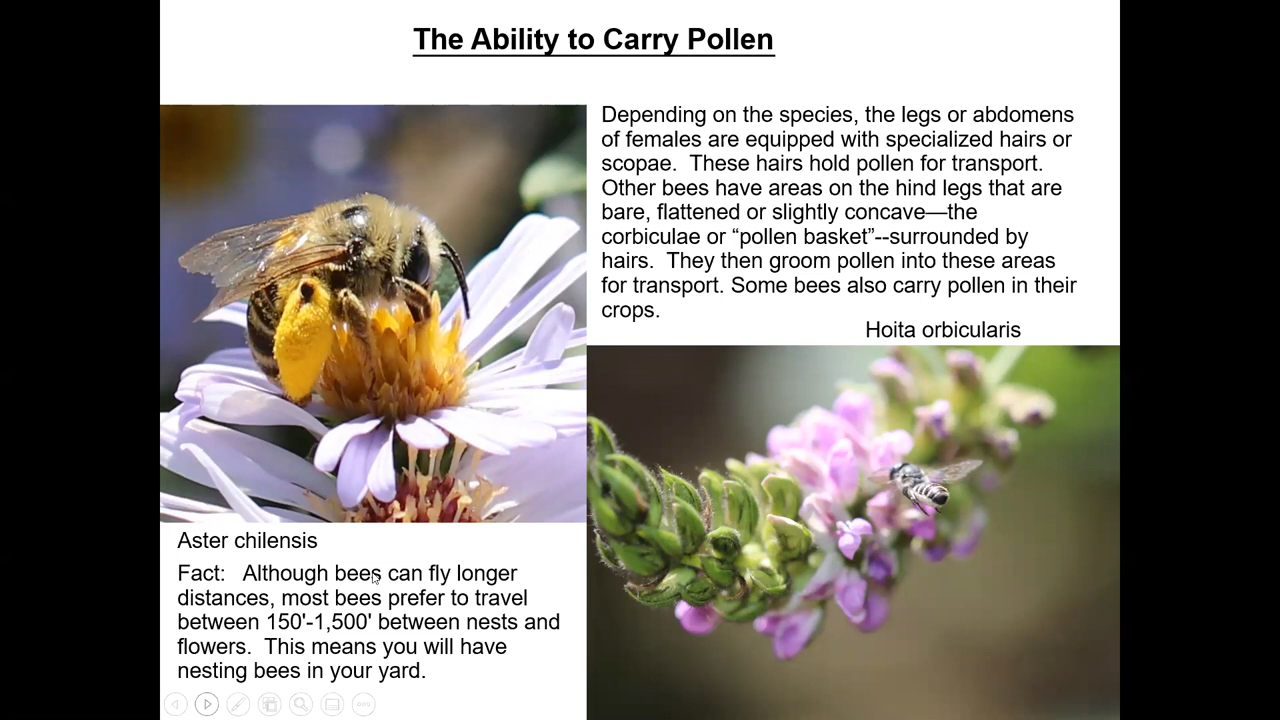 The Ability to Carry Pollen
Depending on the species, the legs or abdomens
of females are equipped with specialized hairs or
scopae.  These hairs hold pollen for transport.
Other bees have areas on the hind legs that are
bare, flattened or slightly concave—the
corbiculae or “pollen basket”--surrounded by
hairs.  They then groom pollen into these areas
for transport. Some bees also carry pollen in their
crops.
Hoita orbicularis
Aster chilensis
Fact:   Although bees can fly longer
distances, most bees prefer to travel
between 150'-1,500' between nests and
flowers.  This means you will have
nesting bees in your yard.